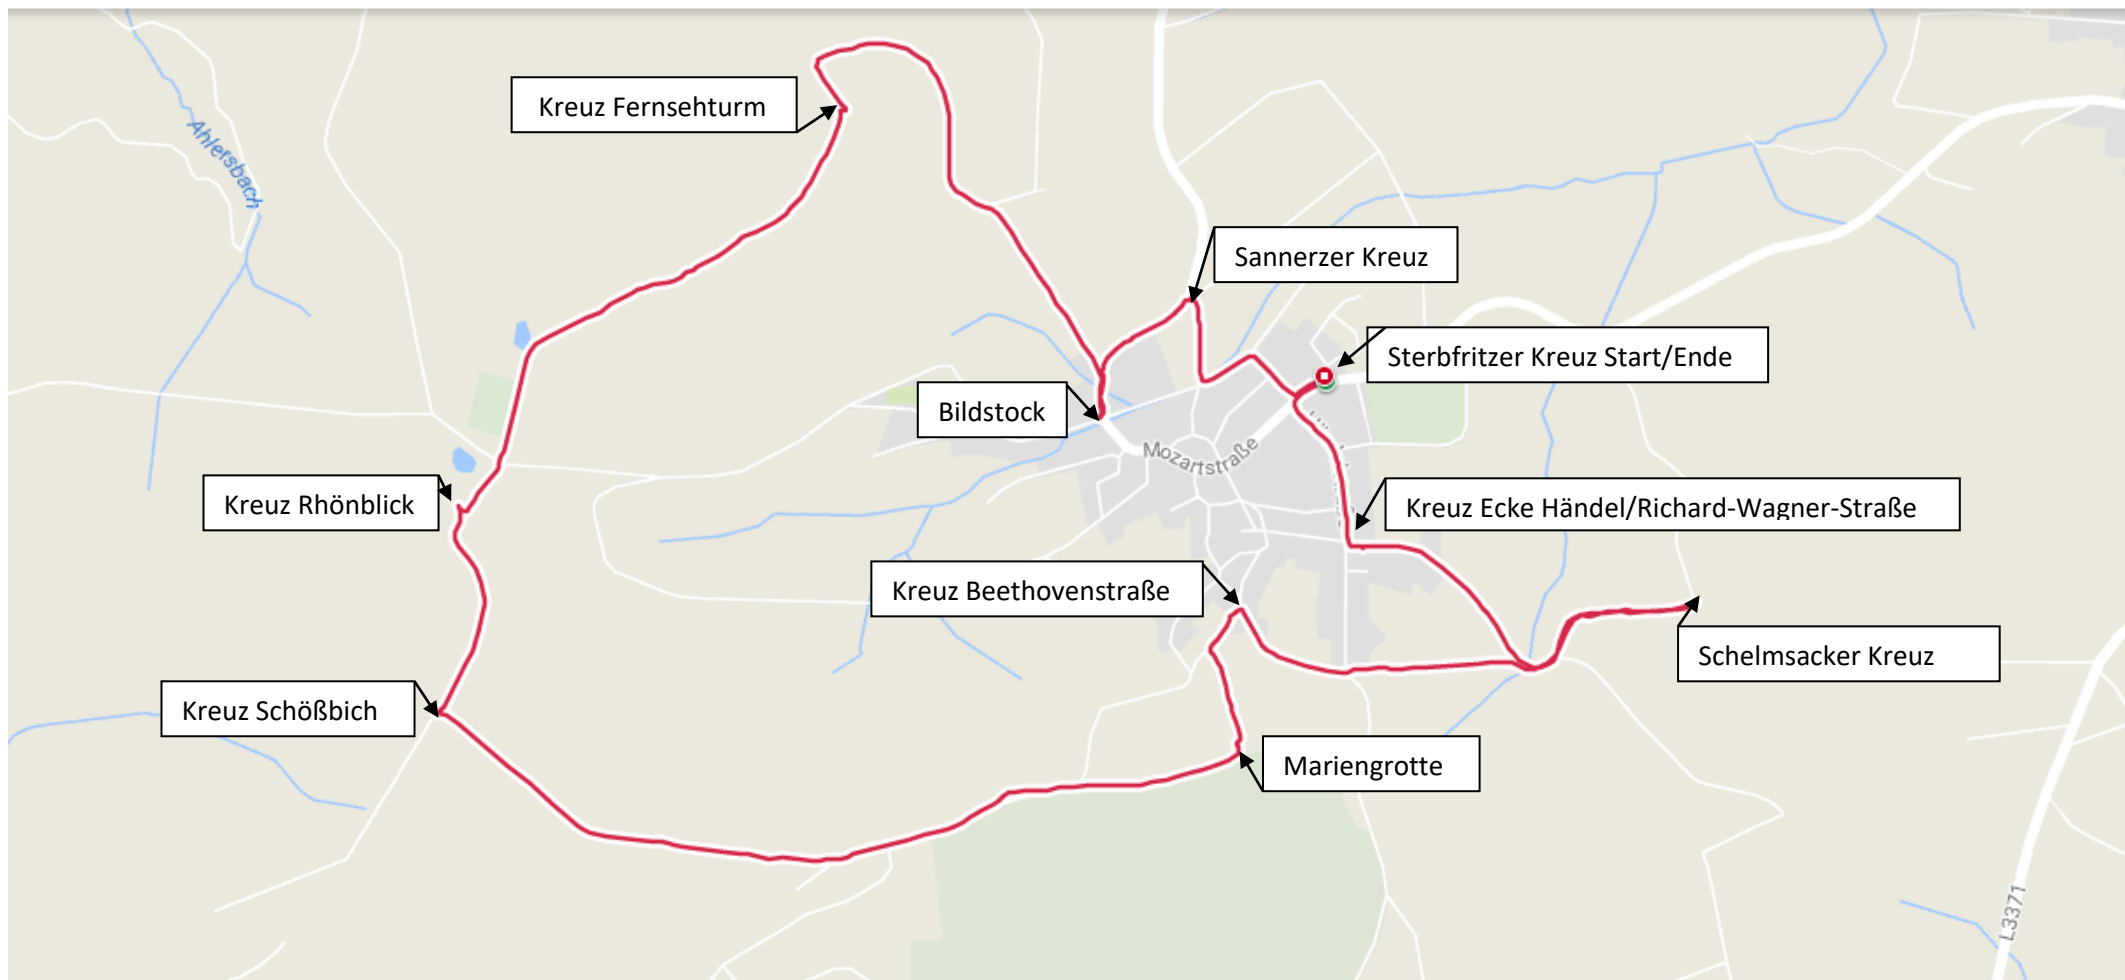 Kreuz Fernsehturm
Ahlersbach
Sannerzer Kreuz
Sterbfritzer Kreuz Start/Ende
Bildstock
Mozartstraße
Kreuz Rhönblick
Kreuz Ecke Händel/Richard-Wagner-Straße
Kreuz Beethovenstraße
Schelmsacker Kreuz
Kreuz Schößbich
Mariengrotte
L3371